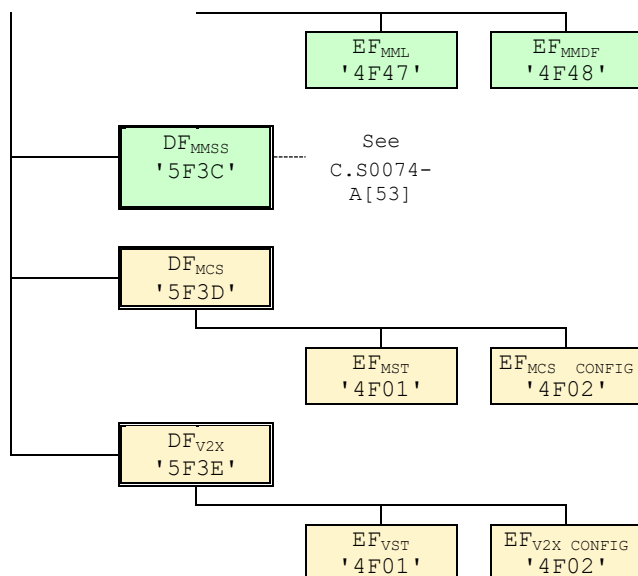 EFMML EFMMDF
'4F47' '4F48'
DFMMSS See
'5F3C' C.S0074-
A[53]
DFMCS
'5F3D'
EFMST EFMCS CONFIG
'4F01' '4F02'
DFV2X
'5F3E'
EFVST EFV2X CONFIG
'4F01' '4F02'